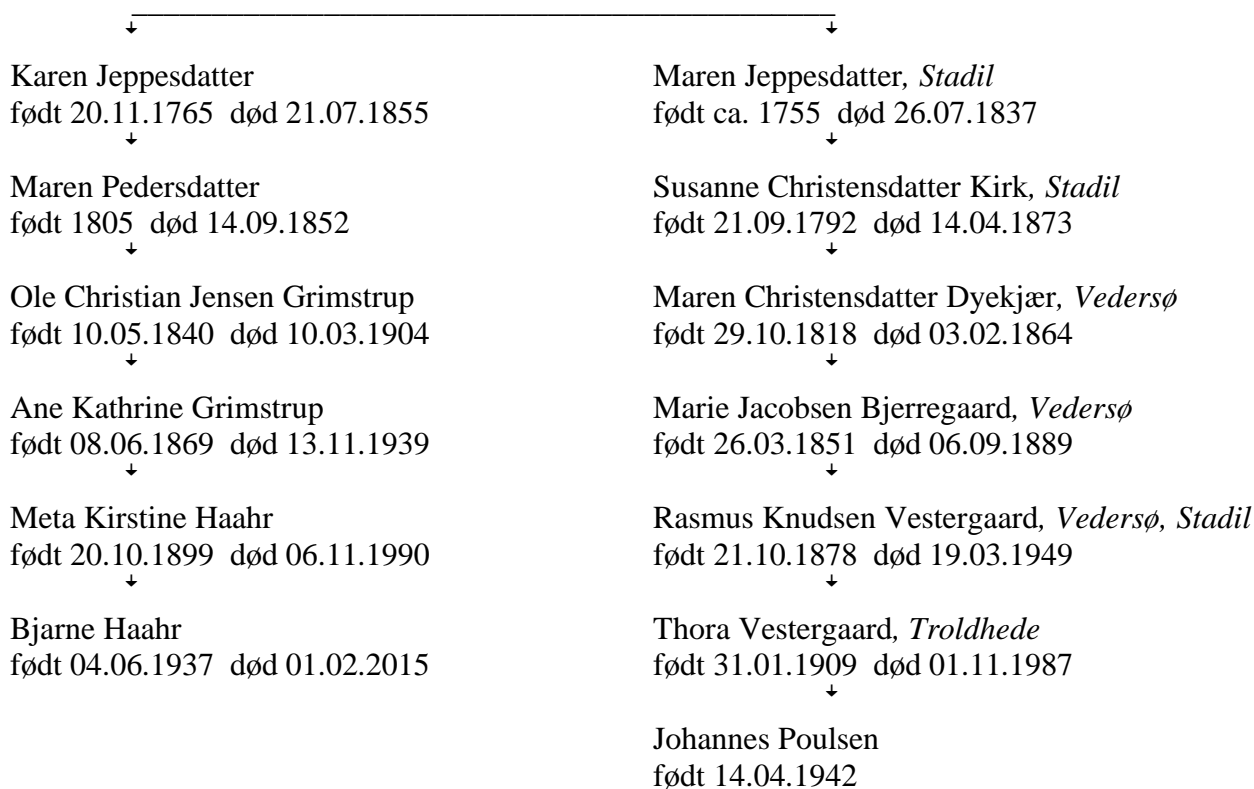 Karen Jeppesdatter
født 20.11.1765 død 21.07.1855
Maren Pedersdatter
født 1805 død 14.09.1852
Ole Christian Jensen Grimstrup
født 10.05.1840 død 10.03.1904
Ane Kathrine Grimstrup
født 08.06.1869 død 13.11.1939
Meta Kirstine Haahr
født 20.10.1899 død 06.11.1990
Bjarne Haahr
født 04.06.1937 død 01.02.2015
Maren Jeppesdatter, Stadil
født ca. 1755 død 26.07.1837
Susanne Christensdatter Kirk, Stadil
født 21.09.1792 død 14.04.1873
Maren Christensdatter Dyekjær, Vedersø
født 29.10.1818 død 03.02.1864
Marie Jacobsen Bjerregaard, Vedersø
født 26.03.1851 død 06.09.1889
Rasmus Knudsen Vestergaard, Vedersø, Stadil
født 21.10.1878 død 19.03.1949
Thora Vestergaard, Troldhede
født 31.01.1909 død 01.11.1987
Johannes Poulsen
født 14.04.1942